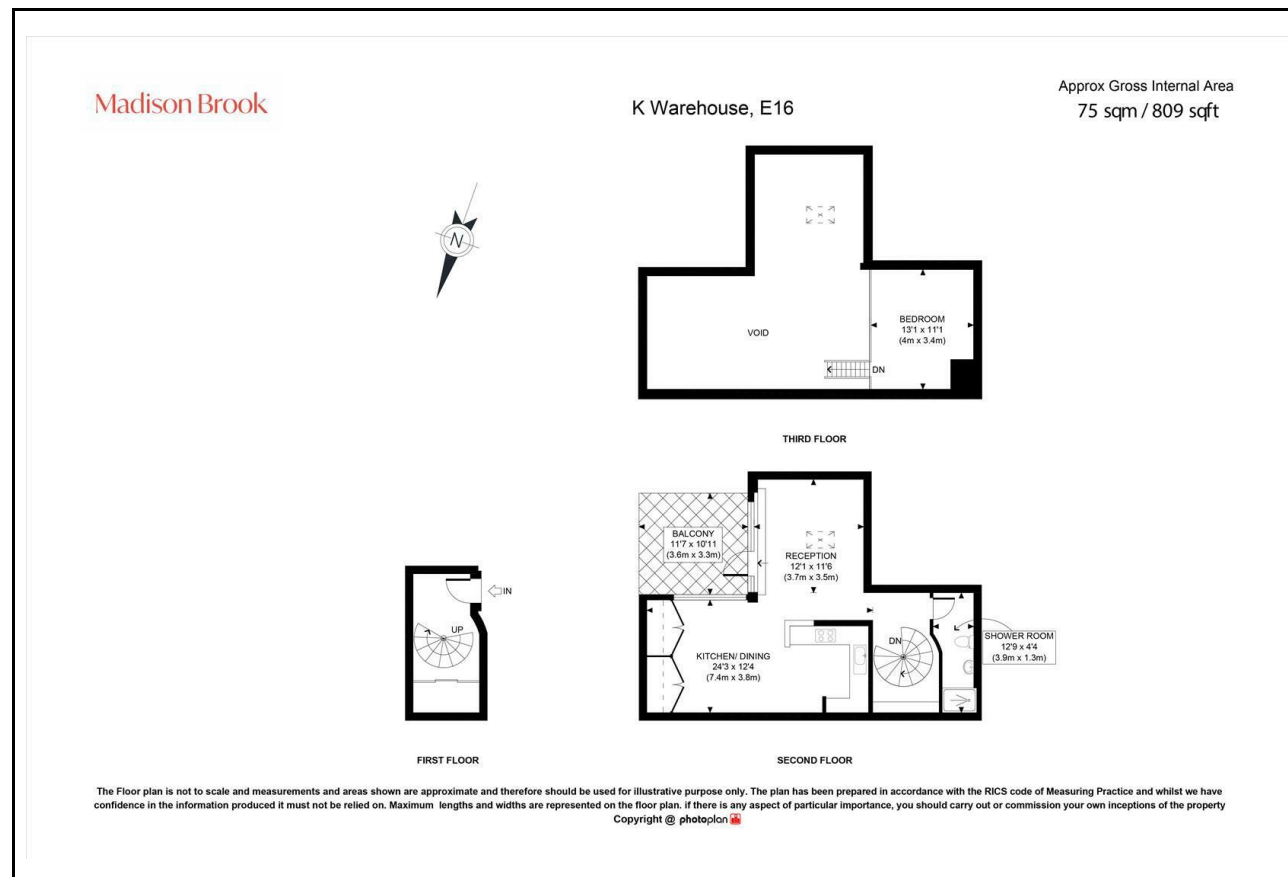 Madison Brook
K Warehouse, E16
Approx Gross Internal Area
75 sqm / 809 sqft
N
BEDROOM
13'1 x 11'1
(4m x 3.4m)
VOID
DN
THIRD FLOOR
BALCONY
11'7 x 10'11
(3.6m x 3.3m)
RECEPTION
12'1 x 11'6
(3.7m x 3.5m)
IN
UP
DN
SHOWER ROOM
12'9 x 4'4
(3.9m x 1.3m)
KITCHEN/ DINING
24'3 x 12'4
(7.4m x 3.8m)
FIRST FLOOR
SECOND FLOOR
The Floor plan is not to scale and measurements and areas shown are approximate and therefore should be used for illustrative purpose only. The plan has been prepared in accordance with the RICS code of Measuring Practice and whilst we have
confidence in the information produced it must not be relied on. Maximum lengths and widths are represented on the floor plan. if there is any aspect of particular importance, you should carry out or commission your own inceptions of the property
Copyright @ photoplan